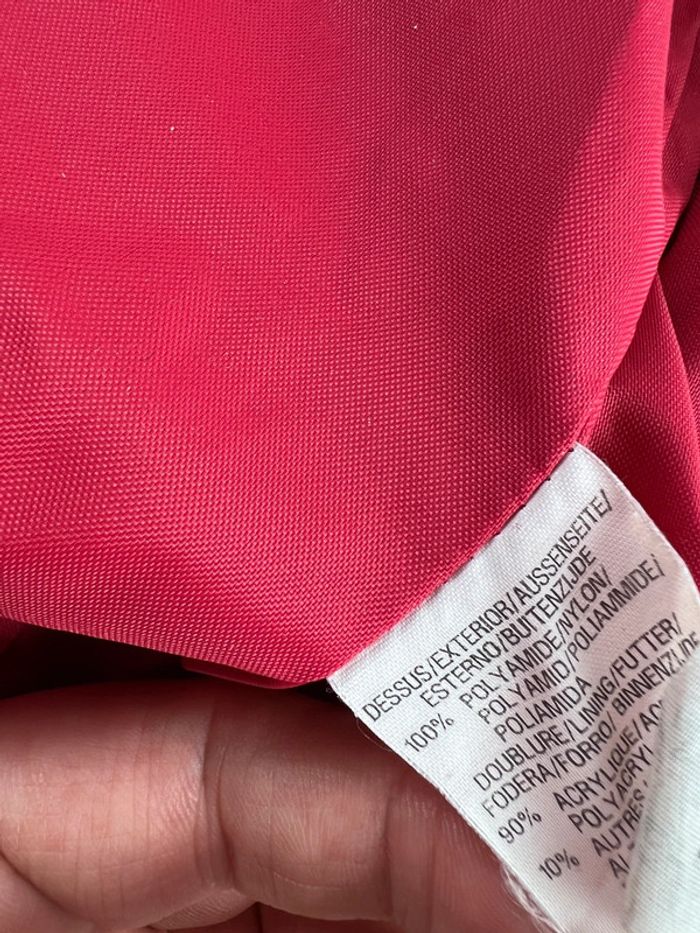 DESSUS/EXTERIOR/AUSSENSEITE/
ESTERNO/BUITENZIJDE
100% POLYAMIDE/NYLON/
POLYAMID/POLIAMMIDE/
POLIAMIDA
DOUBLURE/LINING/FUTTER/
FODERA/FORRO/ BINNENZIJDE
90% ACRYLIQUE/
POLYACRYL
10% AUTRES